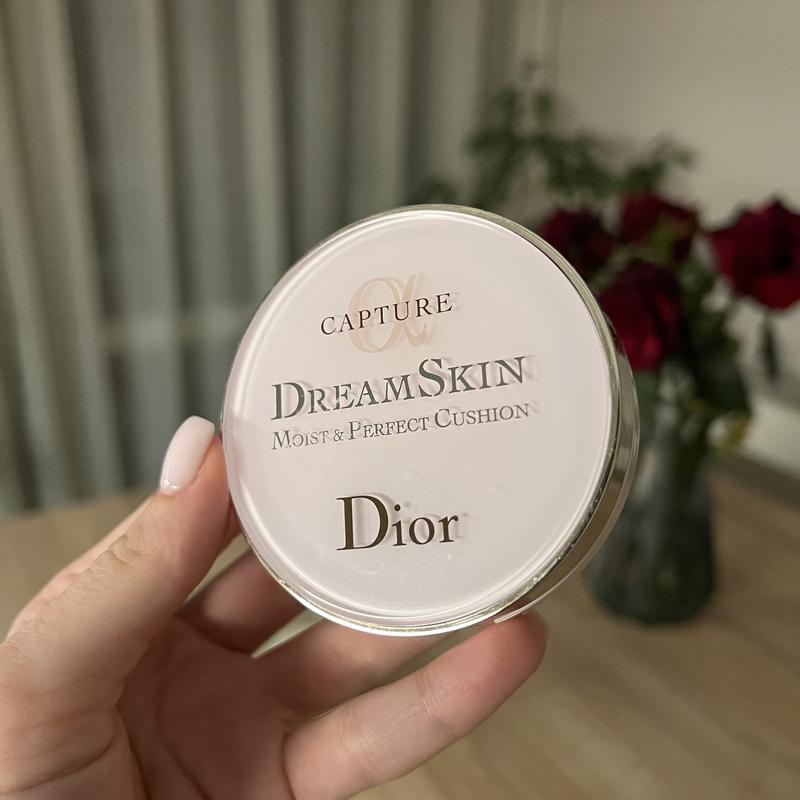 α
CAPTURE
DREAMSKIN
MOIST & PERFECT CUSHION
Dior